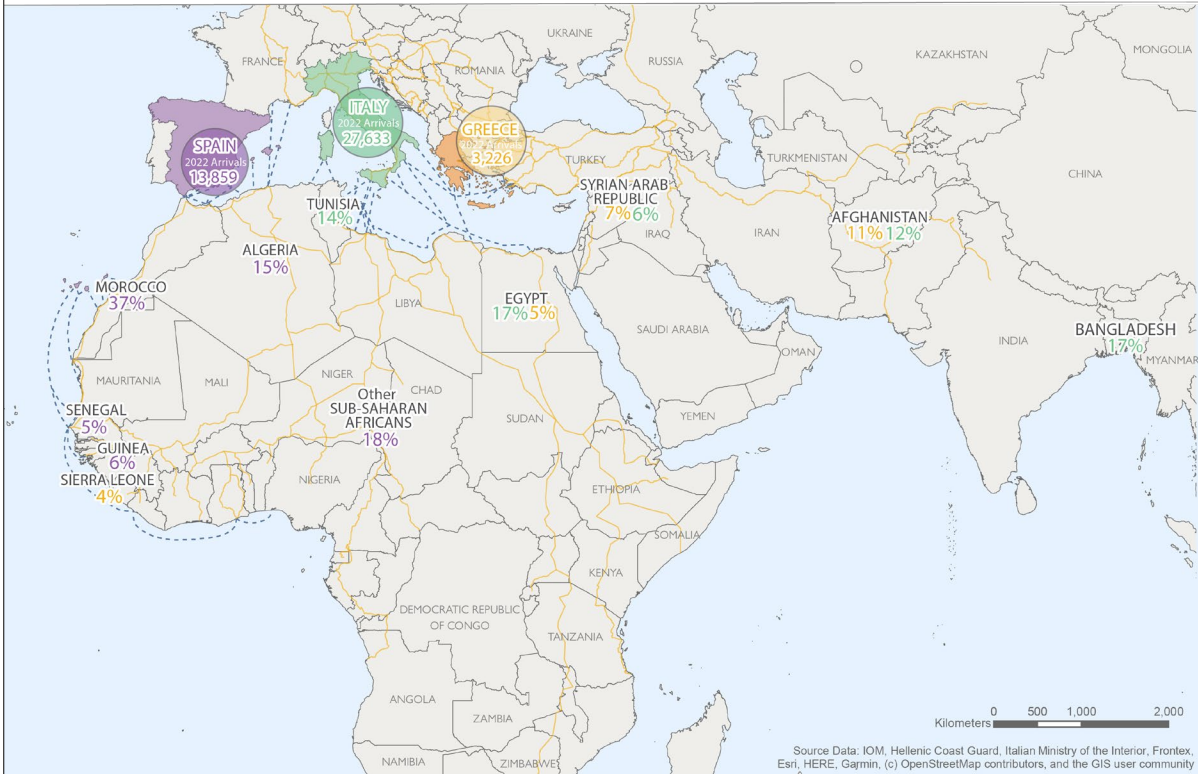 UKRAINE
KAZAKHSTAN
MONGOLIA
FRANCE
RUSSIA
ROMANIA
ITALY
2022 Arrivals
27,633
GREECE
2022 Arrivals
3,226
SPAIN
2022 Arrivals
13,859
TURKEY
TURKMENISTAN
CHINA
SYRIAN ARAB
REPUBLIC
7% 6%
TUNISIA
14%
AFGHANISTAN
11% 12%
IRAQ
IRAN
ALGERIA
15%
MOROCCO
37%
LIBYA
EGYPT
17% 5%
SAUDI ARABIA
BANGLADESH
17%
INDIA
OMAN
MYANMAR
MAURITANIA
MALI
NIGER
CHAD
Other
SUB-SAHARAN
AFRICANS
18%
SUDAN
YEMEN
SENEGAL
5%
GUINEA
6%
SIERRA LEONE
4%
NIGERIA
ETHIOPIA
SOMALIA
KENYA
DEMOCRATIC REPUBLIC
OF CONGO
TANZANIA
ANGOLA
ZAMBIA
NAMIBIA
ZIMBABWE
0 500 1,000 2,000
Kilometers
Source Data: IOM, Hellenic Coast Guard, Italian Ministry of the Interior, Frontex,
Esri, HERE, Garmin, (c) OpenStreetMap contributors, and the GIS user community